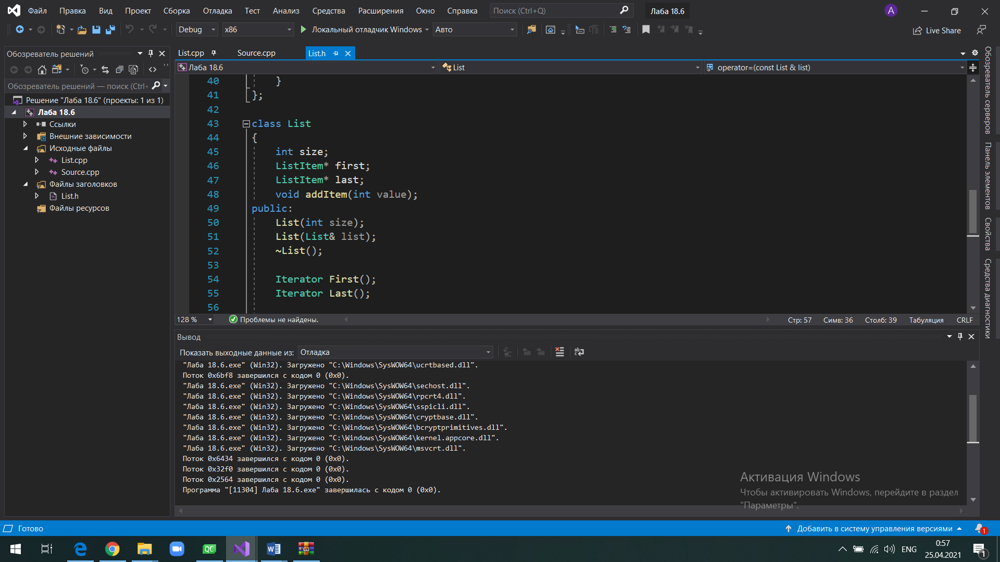 Файл Правка Вид Проект Сборка Отладка Тест Анализ Средства Расширения Окно Справка Поиск (Ctrl+Q) Лаба 18.6 A
Debug x86 Локальный отладчик Windows Авто Live Share
Обозреватель решений
Обозреватель решений — поиск (Ctrl+
Решение "Лаба 18.6" (проекты: 1 из 1)
Лаба 18.6
Ссылки
Внешние зависимости
Исходные файлы
List.cpp
Source.cpp
Файлы заголовков
List.h
Файлы ресурсов
List.cpp Source.cpp List.h
Лаба 18.6 List operator=(const List & list)
40 }
41 };
42
43 class List
44 {
45 int size;
46 ListItem* first;
47 ListItem* last;
48 void addItem(int value);
49 public:
50 List(int size);
51 List(List& list);
52 ~List();
53
54 Iterator First();
55 Iterator Last();
56
128 % Проблемы не найдены. Стр: 57 Симв: 36 Столб: 39 Табуляция CRLF
Вывод
Показать выходные данные из: Отладка
"Лаба 18.6.exe" (Win32). Загружено "C:\Windows\SysWOW64\ucrtbased.dll".
Поток 0x6bf8 завершился с кодом 0 (0x0).
"Лаба 18.6.exe" (Win32). Загружено "C:\Windows\SysWOW64\sechost.dll".
"Лаба 18.6.exe" (Win32). Загружено "C:\Windows\SysWOW64\rpcrt4.dll".
"Лаба 18.6.exe" (Win32). Загружено "C:\Windows\SysWOW64\sspicli.dll".
"Лаба 18.6.exe" (Win32). Загружено "C:\Windows\SysWOW64\cryptbase.dll".
"Лаба 18.6.exe" (Win32). Загружено "C:\Windows\SysWOW64\bcryptprimitives.dll".
"Лаба 18.6.exe" (Win32). Загружено "C:\Windows\SysWOW64\kernel.appcore.dll".
"Лаба 18.6.exe" (Win32). Загружено "C:\Windows\SysWOW64\msvcrt.dll".
Поток 0x6434 завершился с кодом 0 (0x0).
Поток 0x32f0 завершился с кодом 0 (0x0).
Поток 0x2564 завершился с кодом 0 (0x0).
Программа "[11304] Лаба 18.6.exe" завершилась с кодом 0 (0x0).
Обозреватель серверов
Панель элементов
Свойства
Средства диагностики
Активация Windows
Чтобы активировать Windows, перейдите в раздел
"Параметры".
Готово Добавить в систему управления версиями 1
QC ENG 0:57
25.04.2021 1